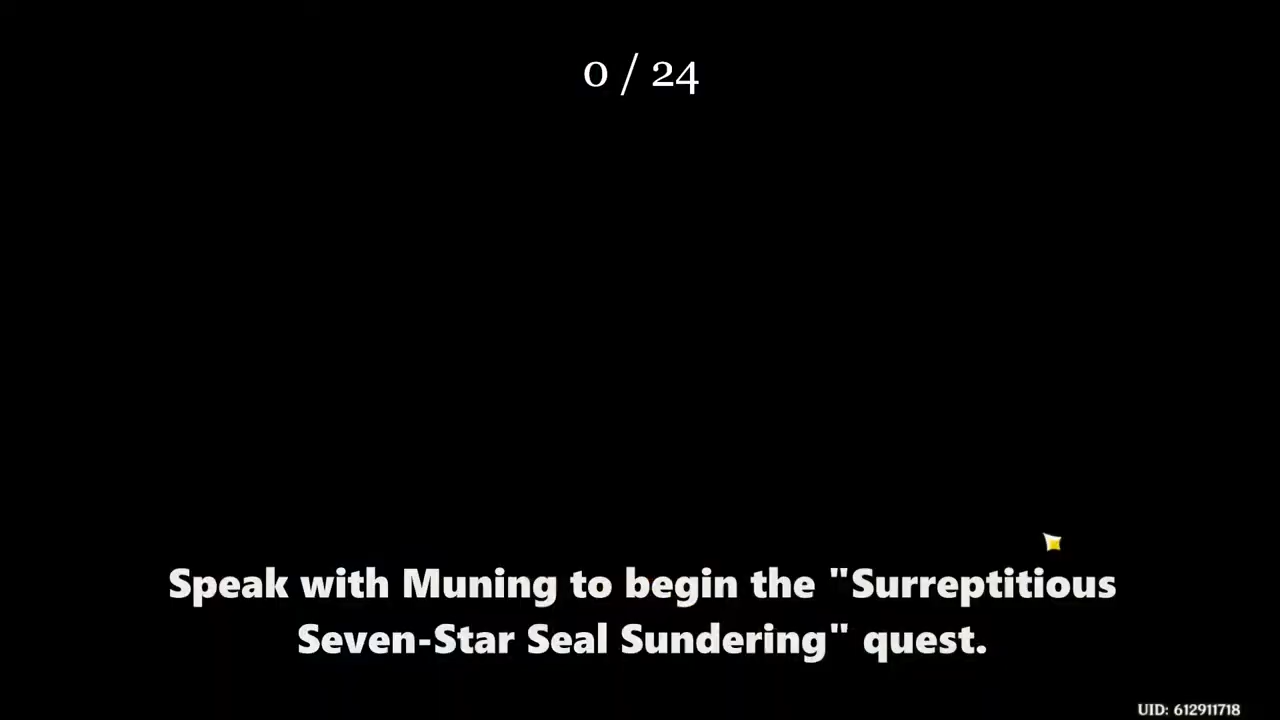 0 / 24
Speak with Muning to begin the "Surreptitious
Seven-Star Seal Sundering" quest.
UID: 612911718